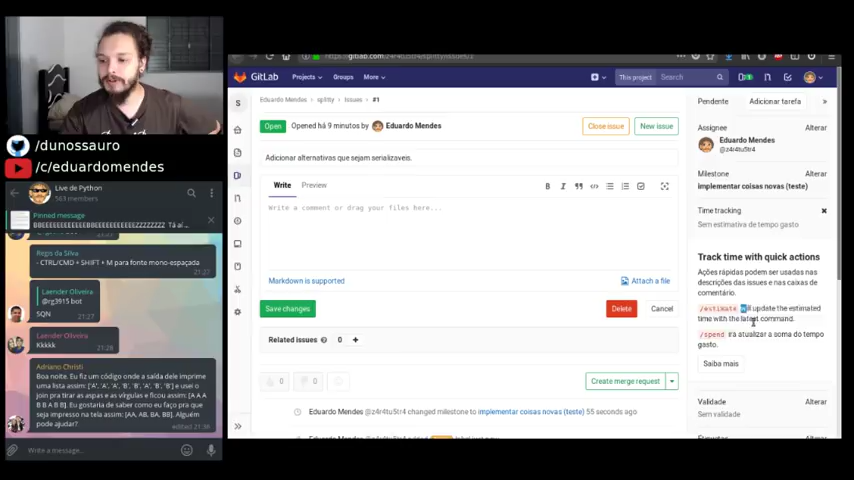 /dunossauro
/c/eduardomendes
Live de Python
563 members
Pinned message
Regis da Silva
- CTRL/CMD + SHIFT + M para fonte mono-espaçada
21:27
Laender Oliveira
@rg3915 bot
SQN
21:27
Laender Oliveira
Kkkkk
21:28
Adriano Christi
Boa noite. Eu fiz um código onde a saída dele imprime
uma lista assim: ['A', 'A', 'A', 'B', 'B', 'A', 'B', 'B'] e usei o
join pra tirar as aspas e as vírgulas e ficou assim: [A A A
B B A B B]. Eu gostaria de saber como eu faço pra que
seja impresso na tela assim: [AA, AB, BA, BB]. Alguém
pode ajudar?
edited 21:36
Write a message...
GitLab
Projects
Groups
More
This project
Search
S
Eduardo Mendes
Issues
#1
Open
Opened há 9 minutos by
Eduardo Mendes
Close issue
New issue
Adicionar alternativas que sejam serializaveis.
Write
Preview
Write a comment or drag your files here...
Markdown is supported
Attach a file
Save changes
Delete
Cancel
Related issues
0
0
0
Create merge request
Eduardo Mendes @z4r4tu5tr4 changed milestone to implementar coisas novas (teste) 55 seconds ago
Pendente
Adicionar tarefa
Assignee
Alterar
Eduardo Mendes
@z4r4tu5tr4
Milestone
Alterar
implementar coisas novas (teste)
Time tracking
Sem estimativa de tempo gasto
Track time with quick actions
Ações rápidas podem ser usadas nas
descrições das issues e nas caixas de
comentário.
/estimate will update the estimated
time with the latest command.
/spend irá atualizar a soma do tempo
gasto.
Saiba mais
Validade
Alterar
Sem validade
Alterar